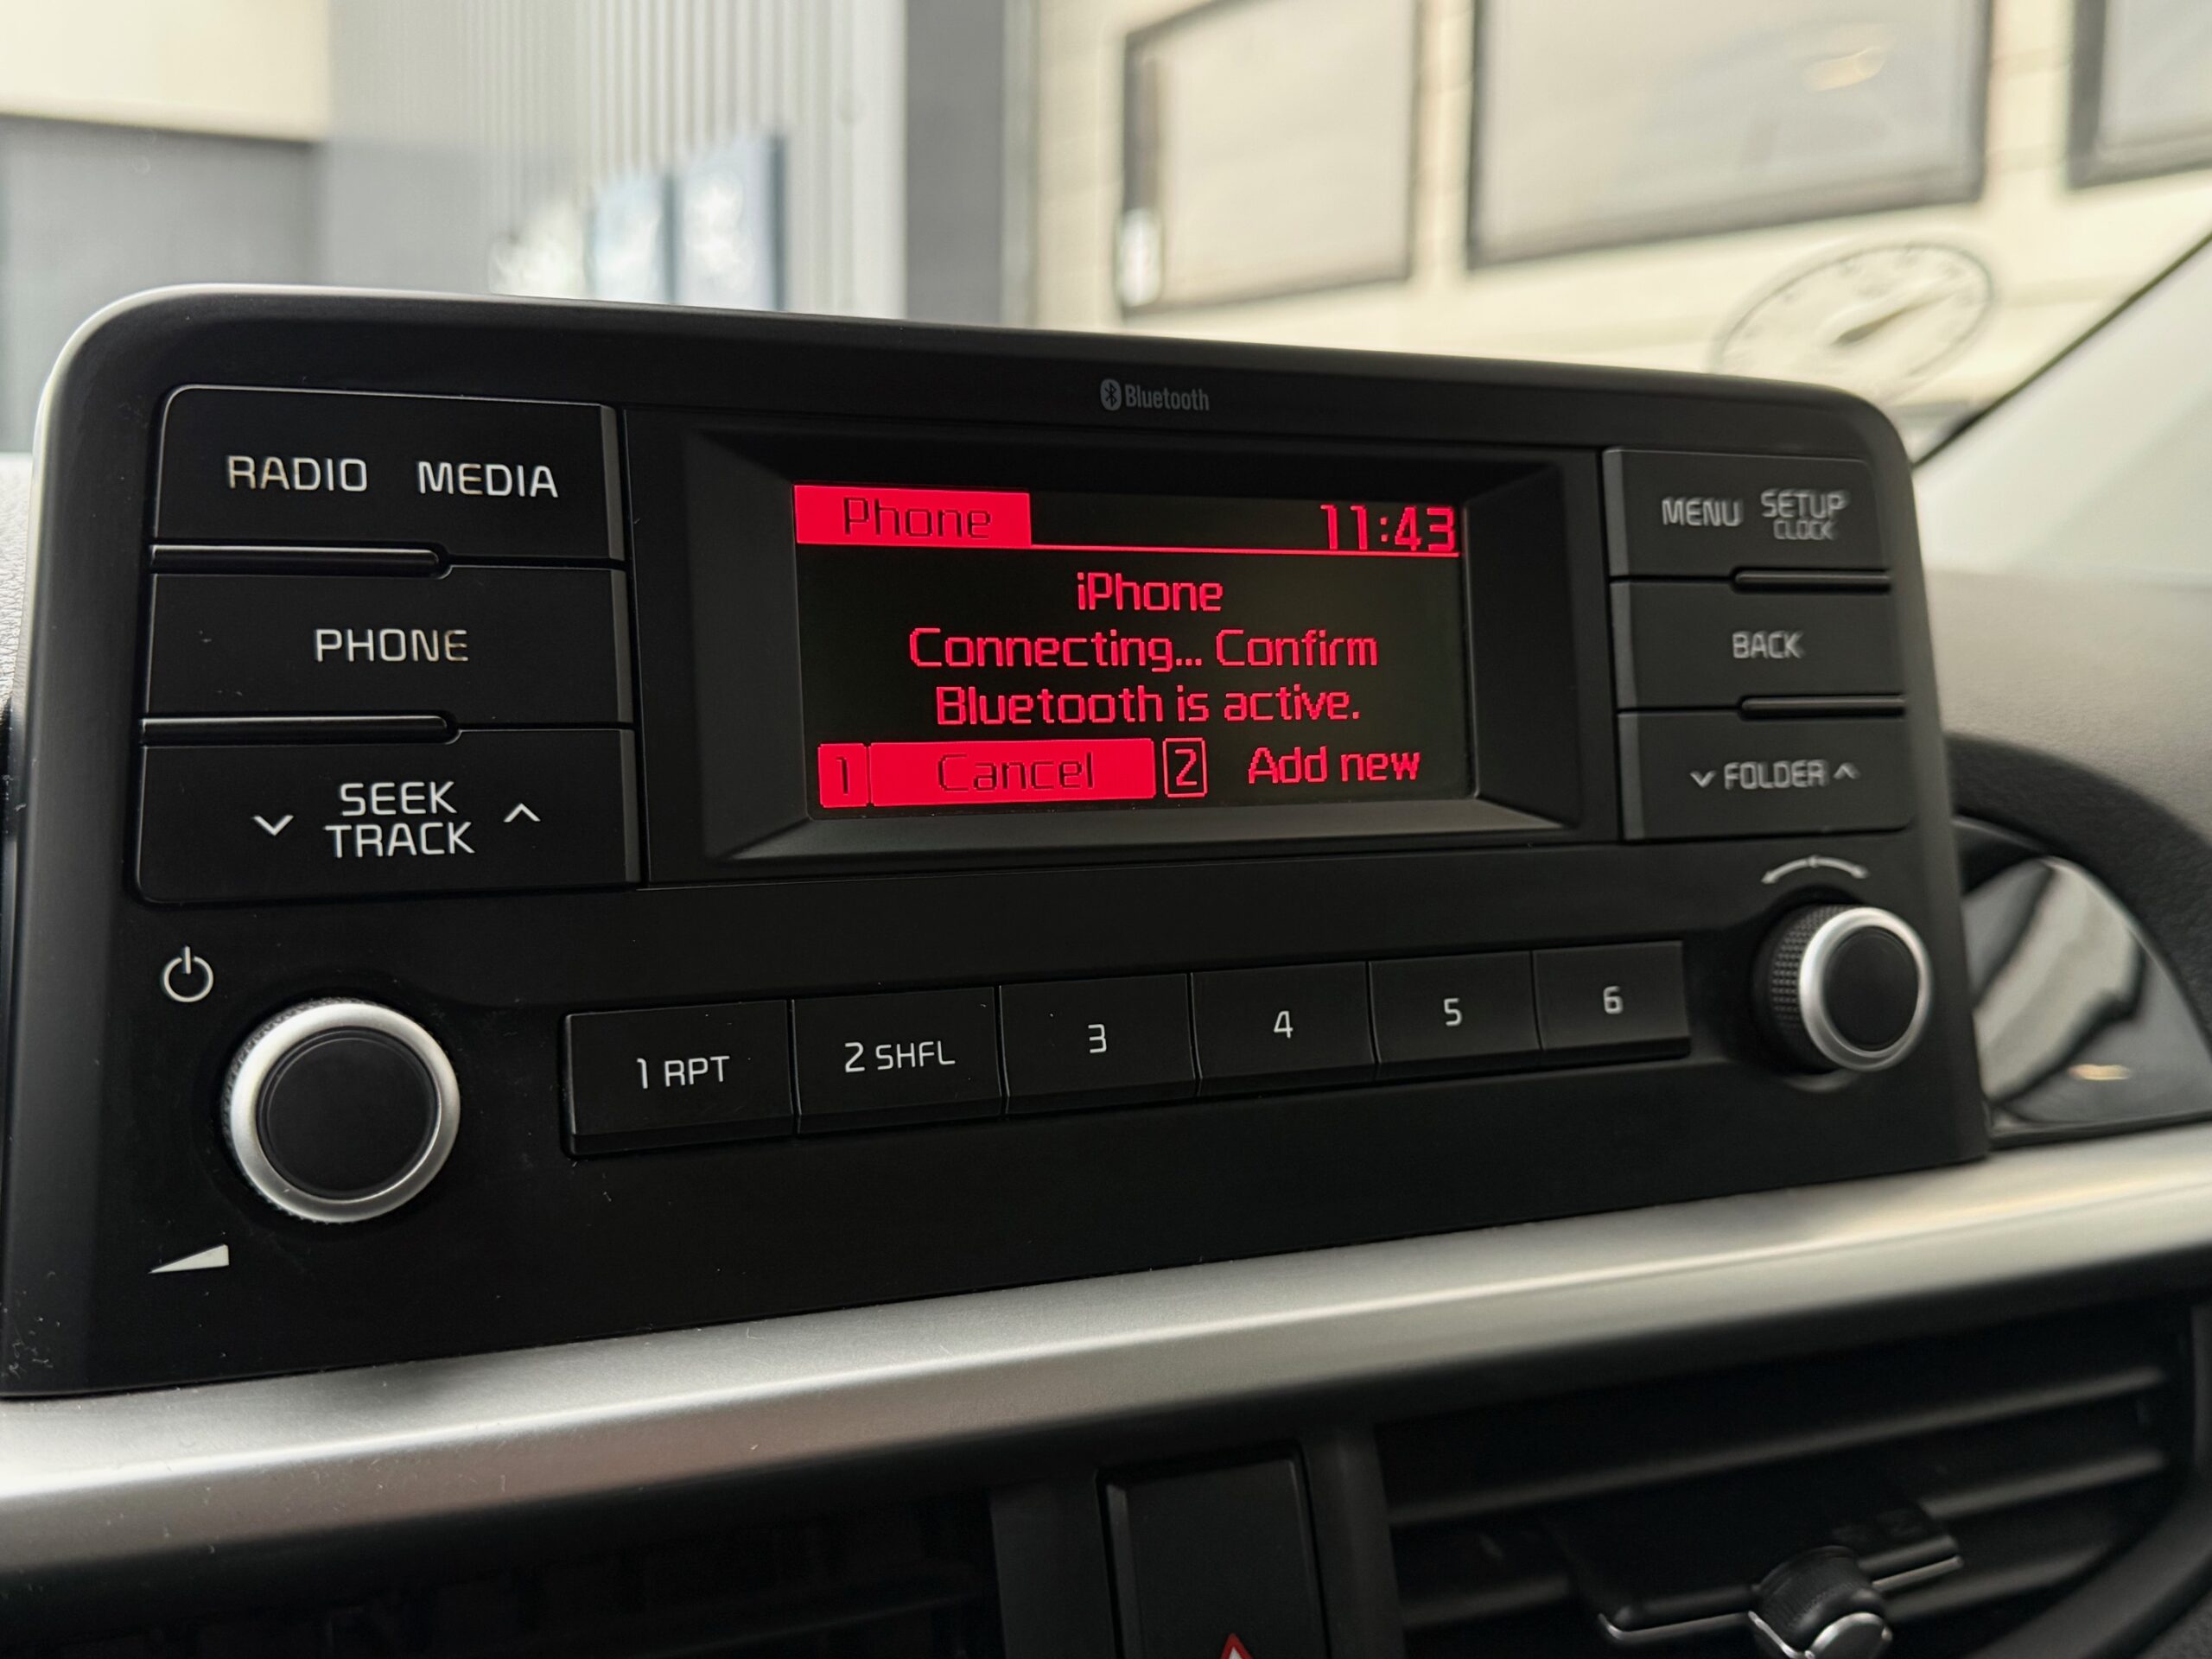 Bluetooth
RADIO MEDIA
PHONE
SEEK
TRACK
Phone 11:43
iPhone
Connecting... Confirm
Bluetooth is active.
1 Cancel 2 Add new
MENU SETUP
CLOCK
BACK
FOLDER
1 RPT 2 SHFL 3 4 5 6